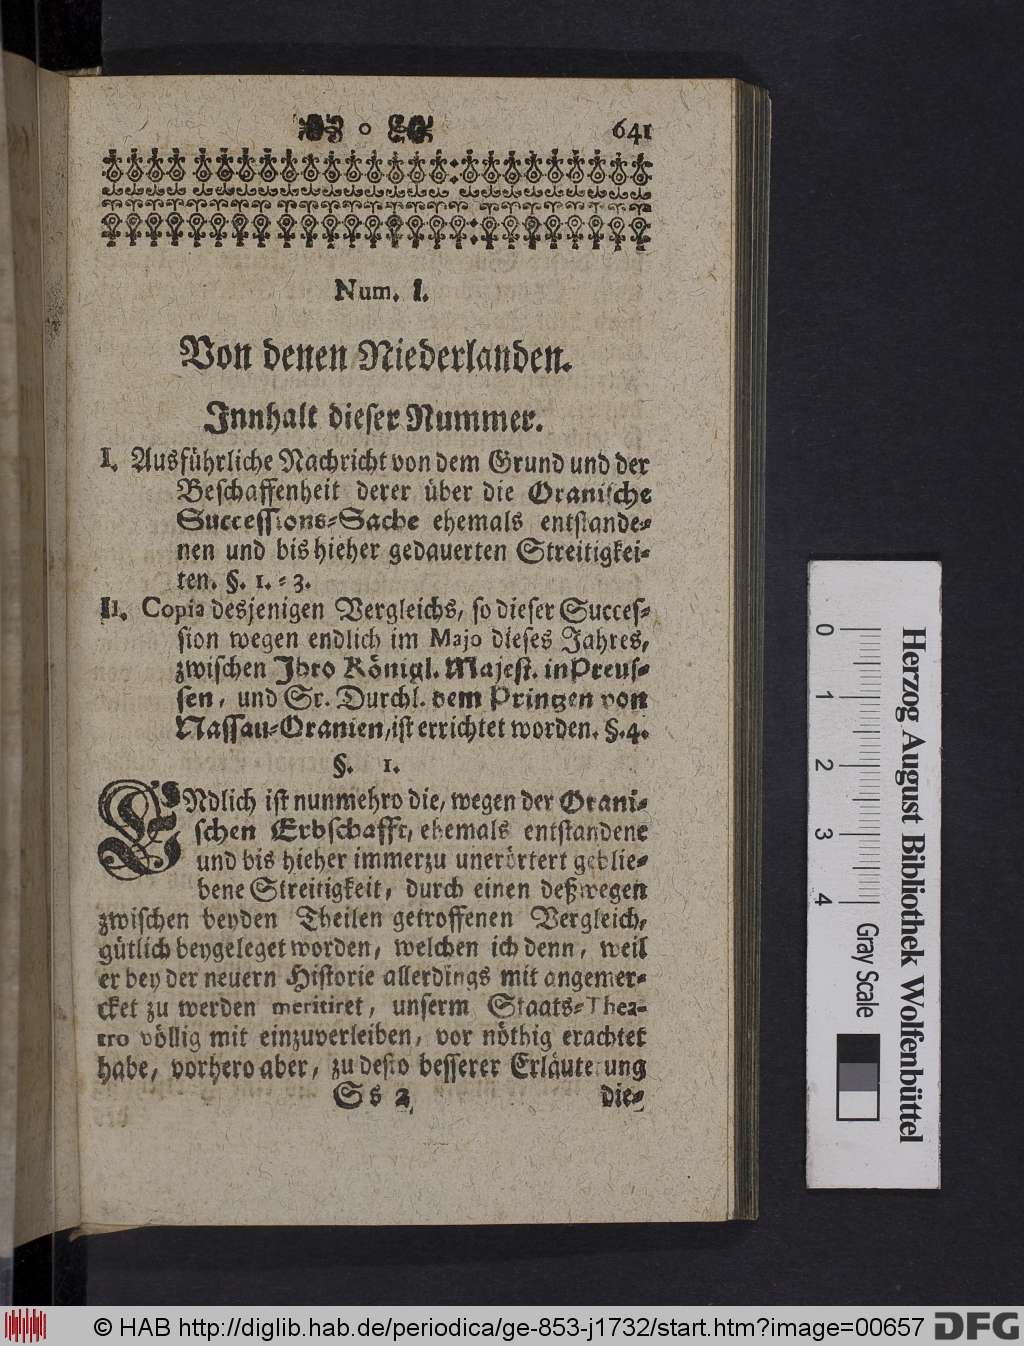 641
Num. I.
Von denen Niederlanden.
Innhalt dieser Nummer.
I. Ausführliche Nachricht von dem Grund und der
Beschaffenheit derer über die Oranische
Successions-Sache ehemals entstande-
nen und bis hieher gedauerten Streitigkei-
ten. §. 1. - 3.
II. Copia desjenigen Vergleichs, so dieser Succes-
sion wegen endlich im Majo dieses Jahres,
zwischen Ihro Königl. Majest. in Preus-
sen, und Sr. Durchl. dem Printzen von
Nassau-Oranien, ist errichtet worden. §. 4.
§. 1.
ENdlich ist nunmehro die, wegen der Orani-
schen Erbschafft, ehemals entstandene
und bis hieher immerzu unerörtert geblie-
bene Streitigkeit, durch einen deßwegen
zwischen beyden Theilen getroffenen Vergleich,
gütlich beygeleget worden, welchen ich denn, weil
er bey der neuern Historie allerdings mit angemer-
cket zu werden meritiret, unserm Staats-Thea-
tro völlig mit einzuverleiben, vor nöthig erachtet
habe, vorhero aber, zu desto besserer Erläuterung
Ss 2 die-
Herzog August Bibliothek Wolfenbüttel
0 1 2 3 4
Gray Scale
© HAB http://diglib.hab.de/periodica/ge-853-j1732/start.htm?image=00657
DFG